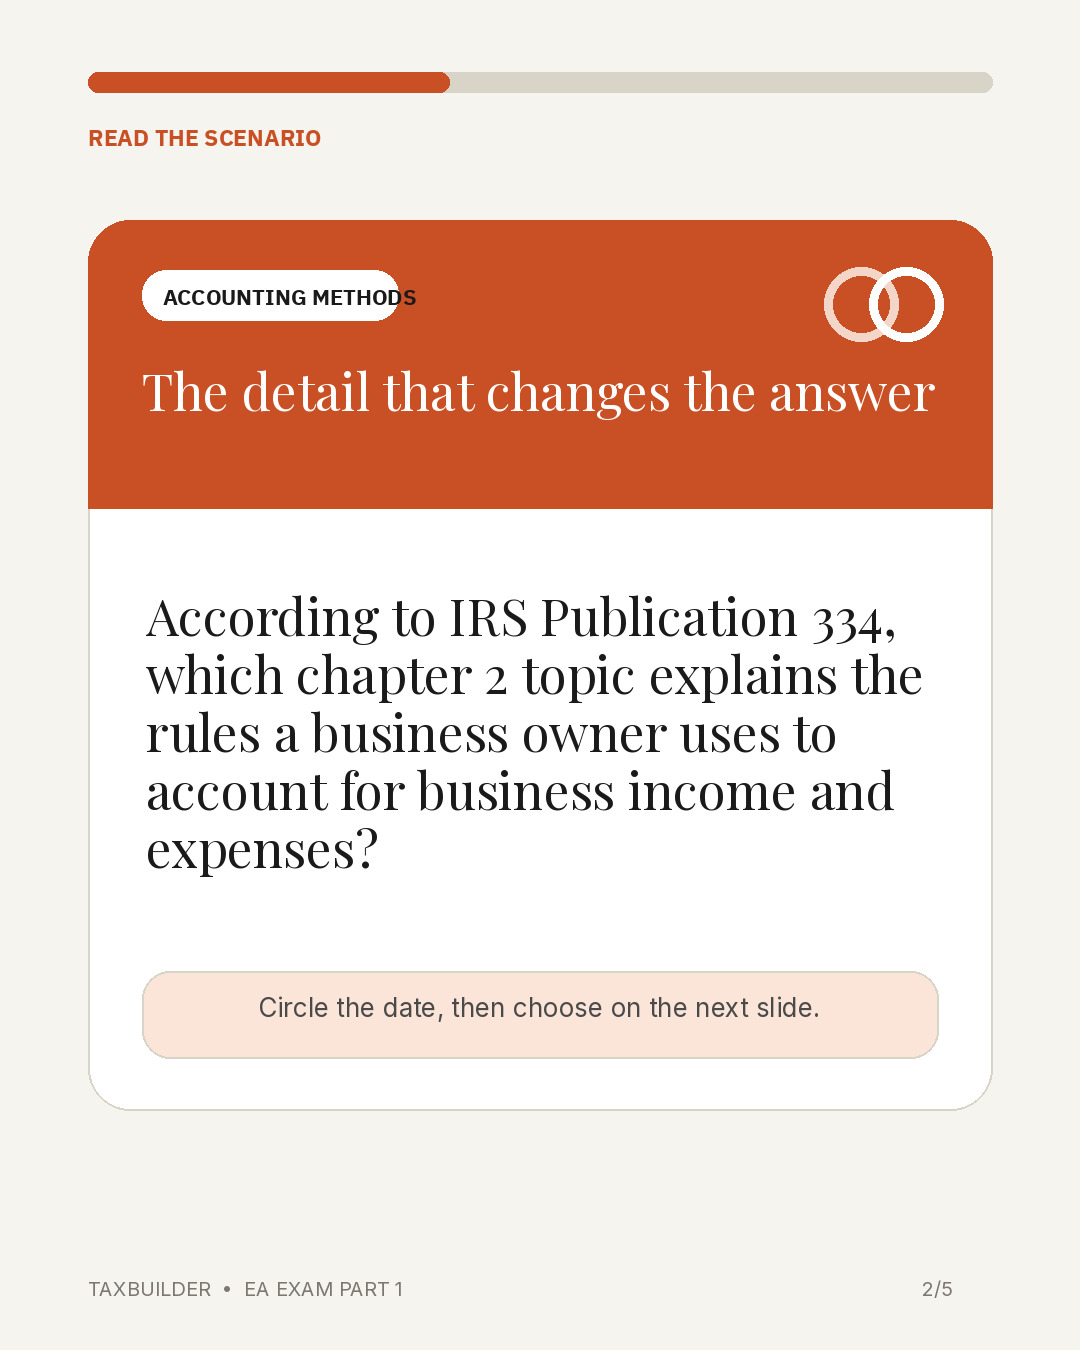 READ THE SCENARIO
ACCOUNTING METHODS
The detail that changes the answer
According to IRS Publication 334,
which chapter 2 topic explains the
rules a business owner uses to
account for business income and
expenses?
Circle the date, then choose on the next slide.
TAXBUILDER • EA EXAM PART 1
2/5